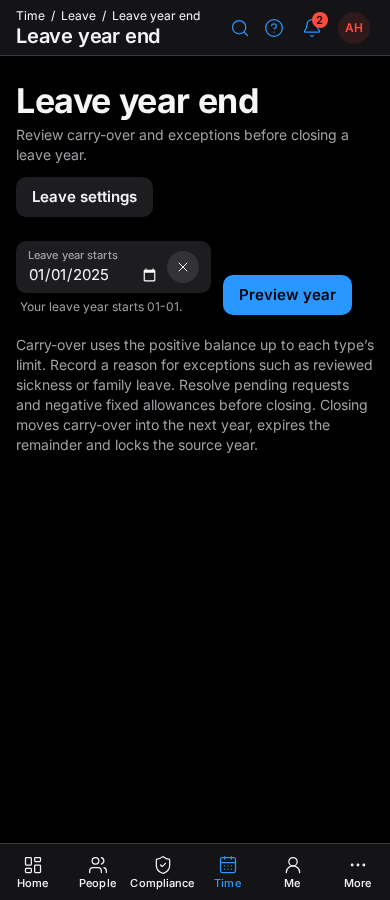 Time / Leave / Leave year end
Leave year end
2
AH
Leave year end
Review carry-over and exceptions before closing a
leave year.
Leave settings
Leave year starts
01/01/2025
Preview year
Your leave year starts 01-01.
Carry-over uses the positive balance up to each type's
limit. Record a reason for exceptions such as reviewed
sickness or family leave. Resolve pending requests
and negative fixed allowances before closing. Closing
moves carry-over into the next year, expires the
remainder and locks the source year.
Home People Compliance Time Me More